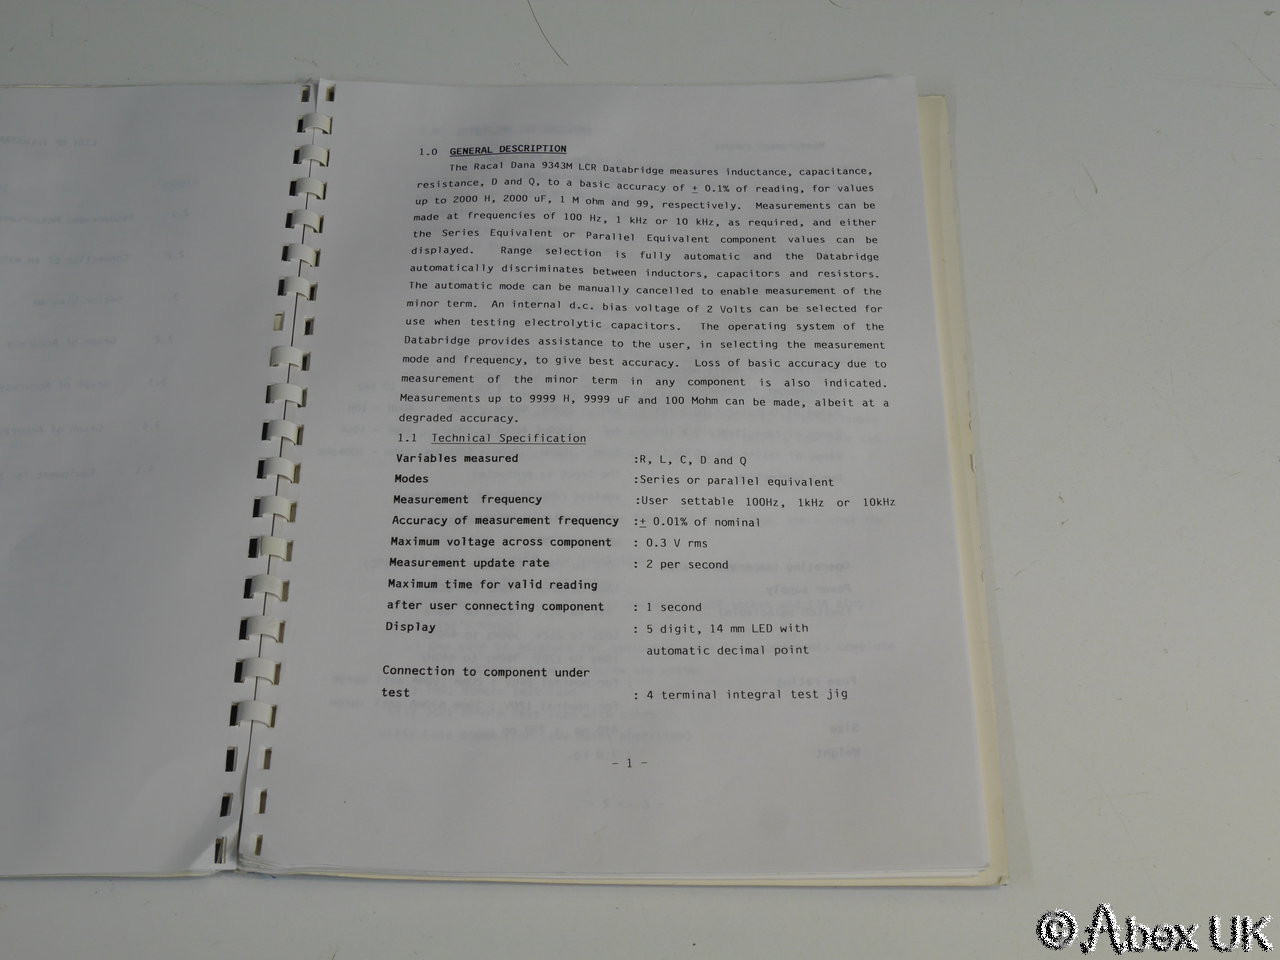 1.0 GENERAL DESCRIPTION
The Racal Dana 9343M LCR Databridge measures inductance, capacitance,
resistance, D and Q, to a basic accuracy of ± 0.1% of reading, for values
up to 2000 H, 2000 uF, 1 M ohm and 99, respectively. Measurements can be
made at frequencies of 100 Hz, 1 kHz or 10 kHz, as required, and either
the Series Equivalent or Parallel Equivalent component values can be
displayed. Range selection is fully automatic and the Databridge
automatically discriminates between inductors, capacitors and resistors.
The automatic mode can be manually cancelled to enable measurement of the
minor term. An internal d.c. bias voltage of 2 Volts can be selected for
use when testing electrolytic capacitors. The operating system of the
Databridge provides assistance to the user, in selecting the measurement
mode and frequency, to give best accuracy. Loss of basic accuracy due to
measurement of the minor term in any component is also indicated.
Measurements up to 9999 H, 9999 uF and 100 Mohm can be made, albeit at a
degraded accuracy.
1.1 Technical Specification
Variables measured :R, L, C, D and Q
Modes :Series or parallel equivalent
Measurement frequency :User settable 100Hz, 1kHz or 10kHz
Accuracy of measurement frequency :± 0.01% of nominal
Maximum voltage across component : 0.3 V rms
Measurement update rate : 2 per second
Maximum time for valid reading
after user connecting component : 1 second
Display : 5 digit, 14 mm LED with
automatic decimal point
Connection to component under
test : 4 terminal integral test jig
- 1 -
© Abex UK